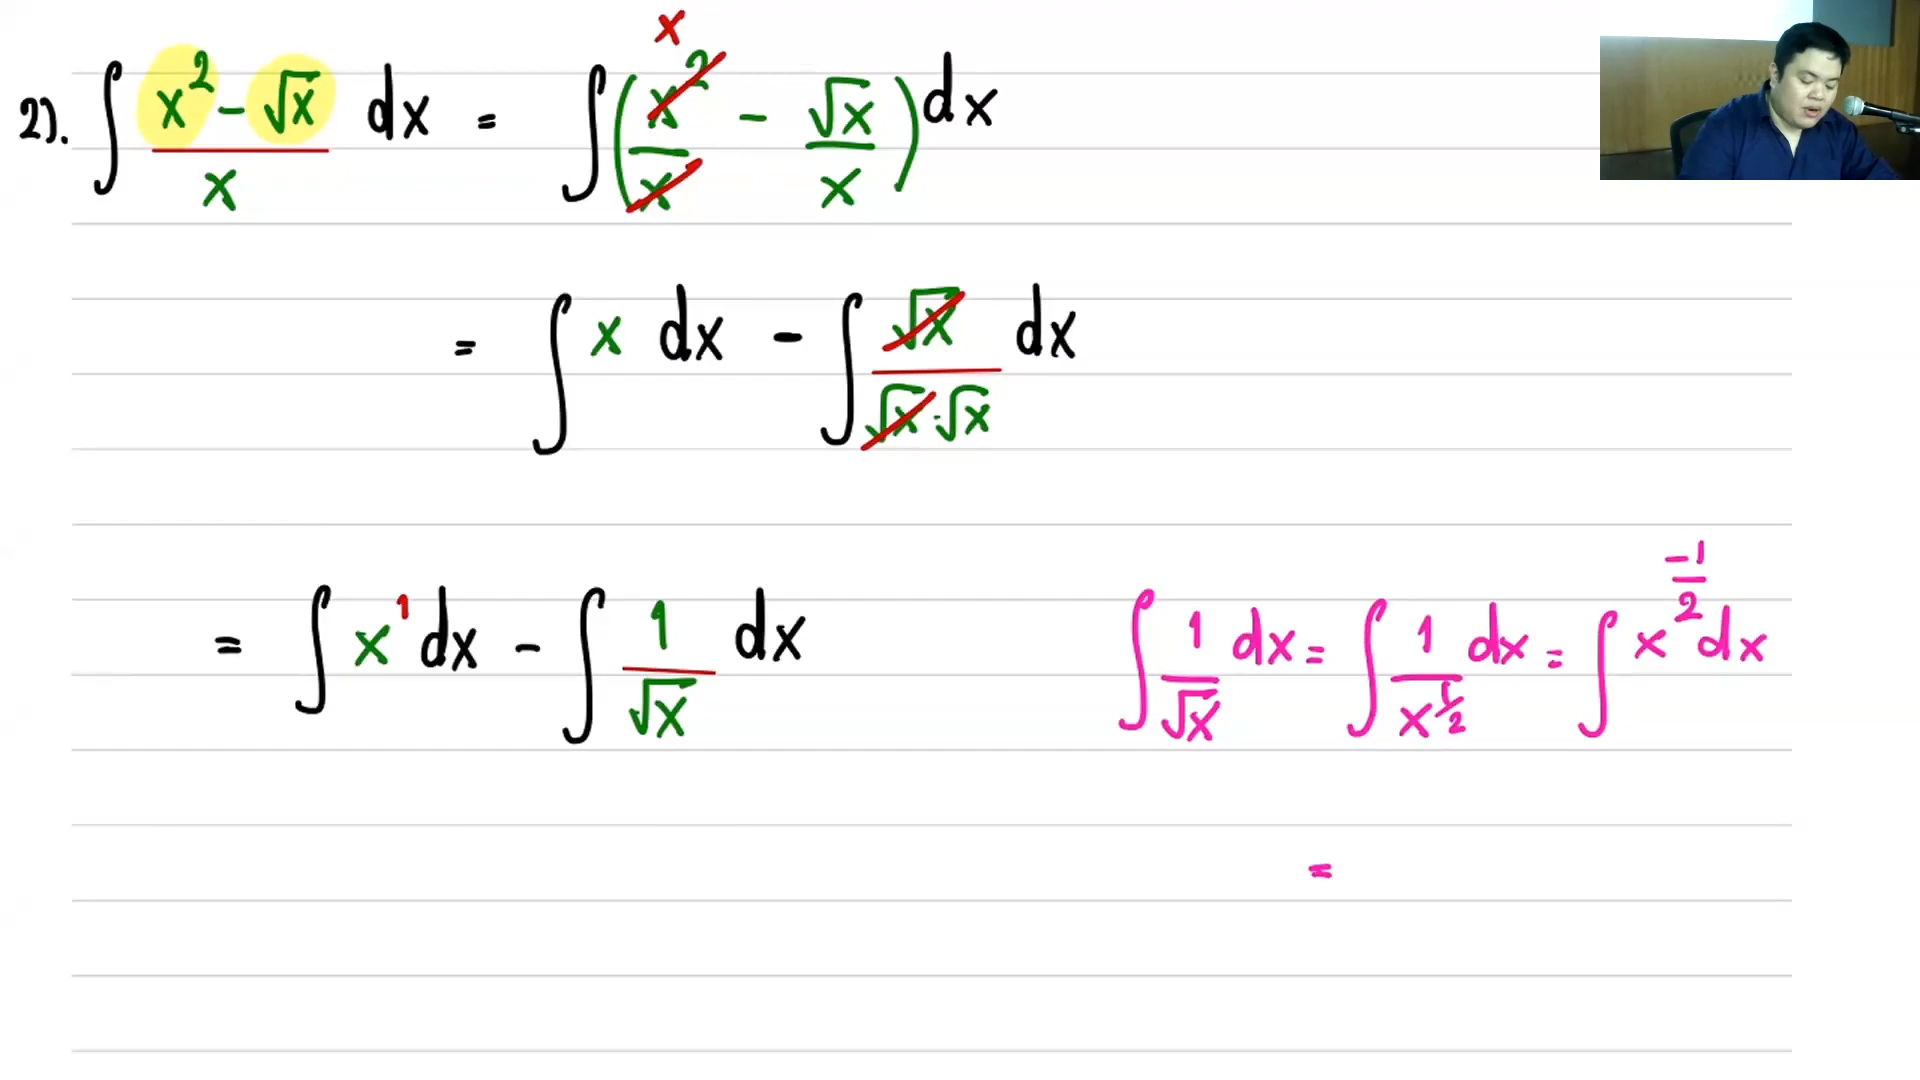 2). ∫ (x² - √x)/x dx = ∫ ( x²/x - √x/x ) dx x
= ∫ x dx - ∫ √x/(√x·√x) dx
= ∫ x¹ dx - ∫ 1/√x dx
∫ 1/√x dx = ∫ 1/x^(1/2) dx = ∫ x^(-1/2) dx
=